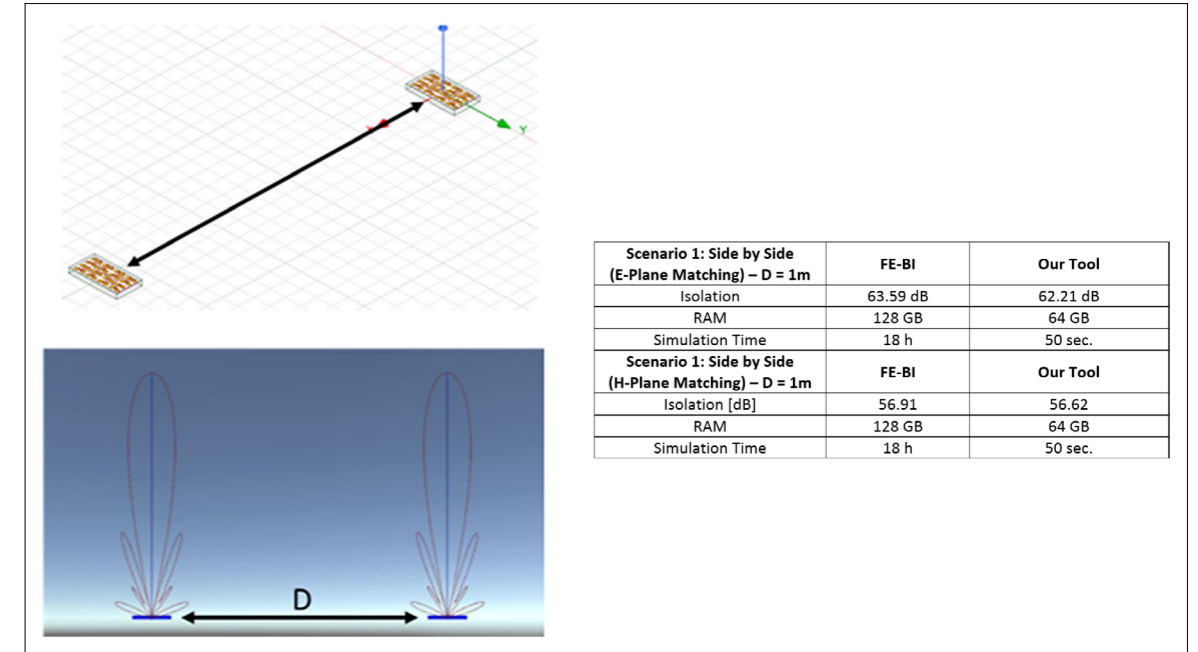 Y
D
Scenario 1: Side by Side
(E-Plane Matching) – D = 1m
FE-BI
Our Tool
Isolation
63.59 dB
62.21 dB
RAM
128 GB
64 GB
Simulation Time
18 h
50 sec.
Scenario 1: Side by Side
(H-Plane Matching) – D = 1m
FE-BI
Our Tool
Isolation [dB]
56.91
56.62
RAM
128 GB
64 GB
Simulation Time
18 h
50 sec.